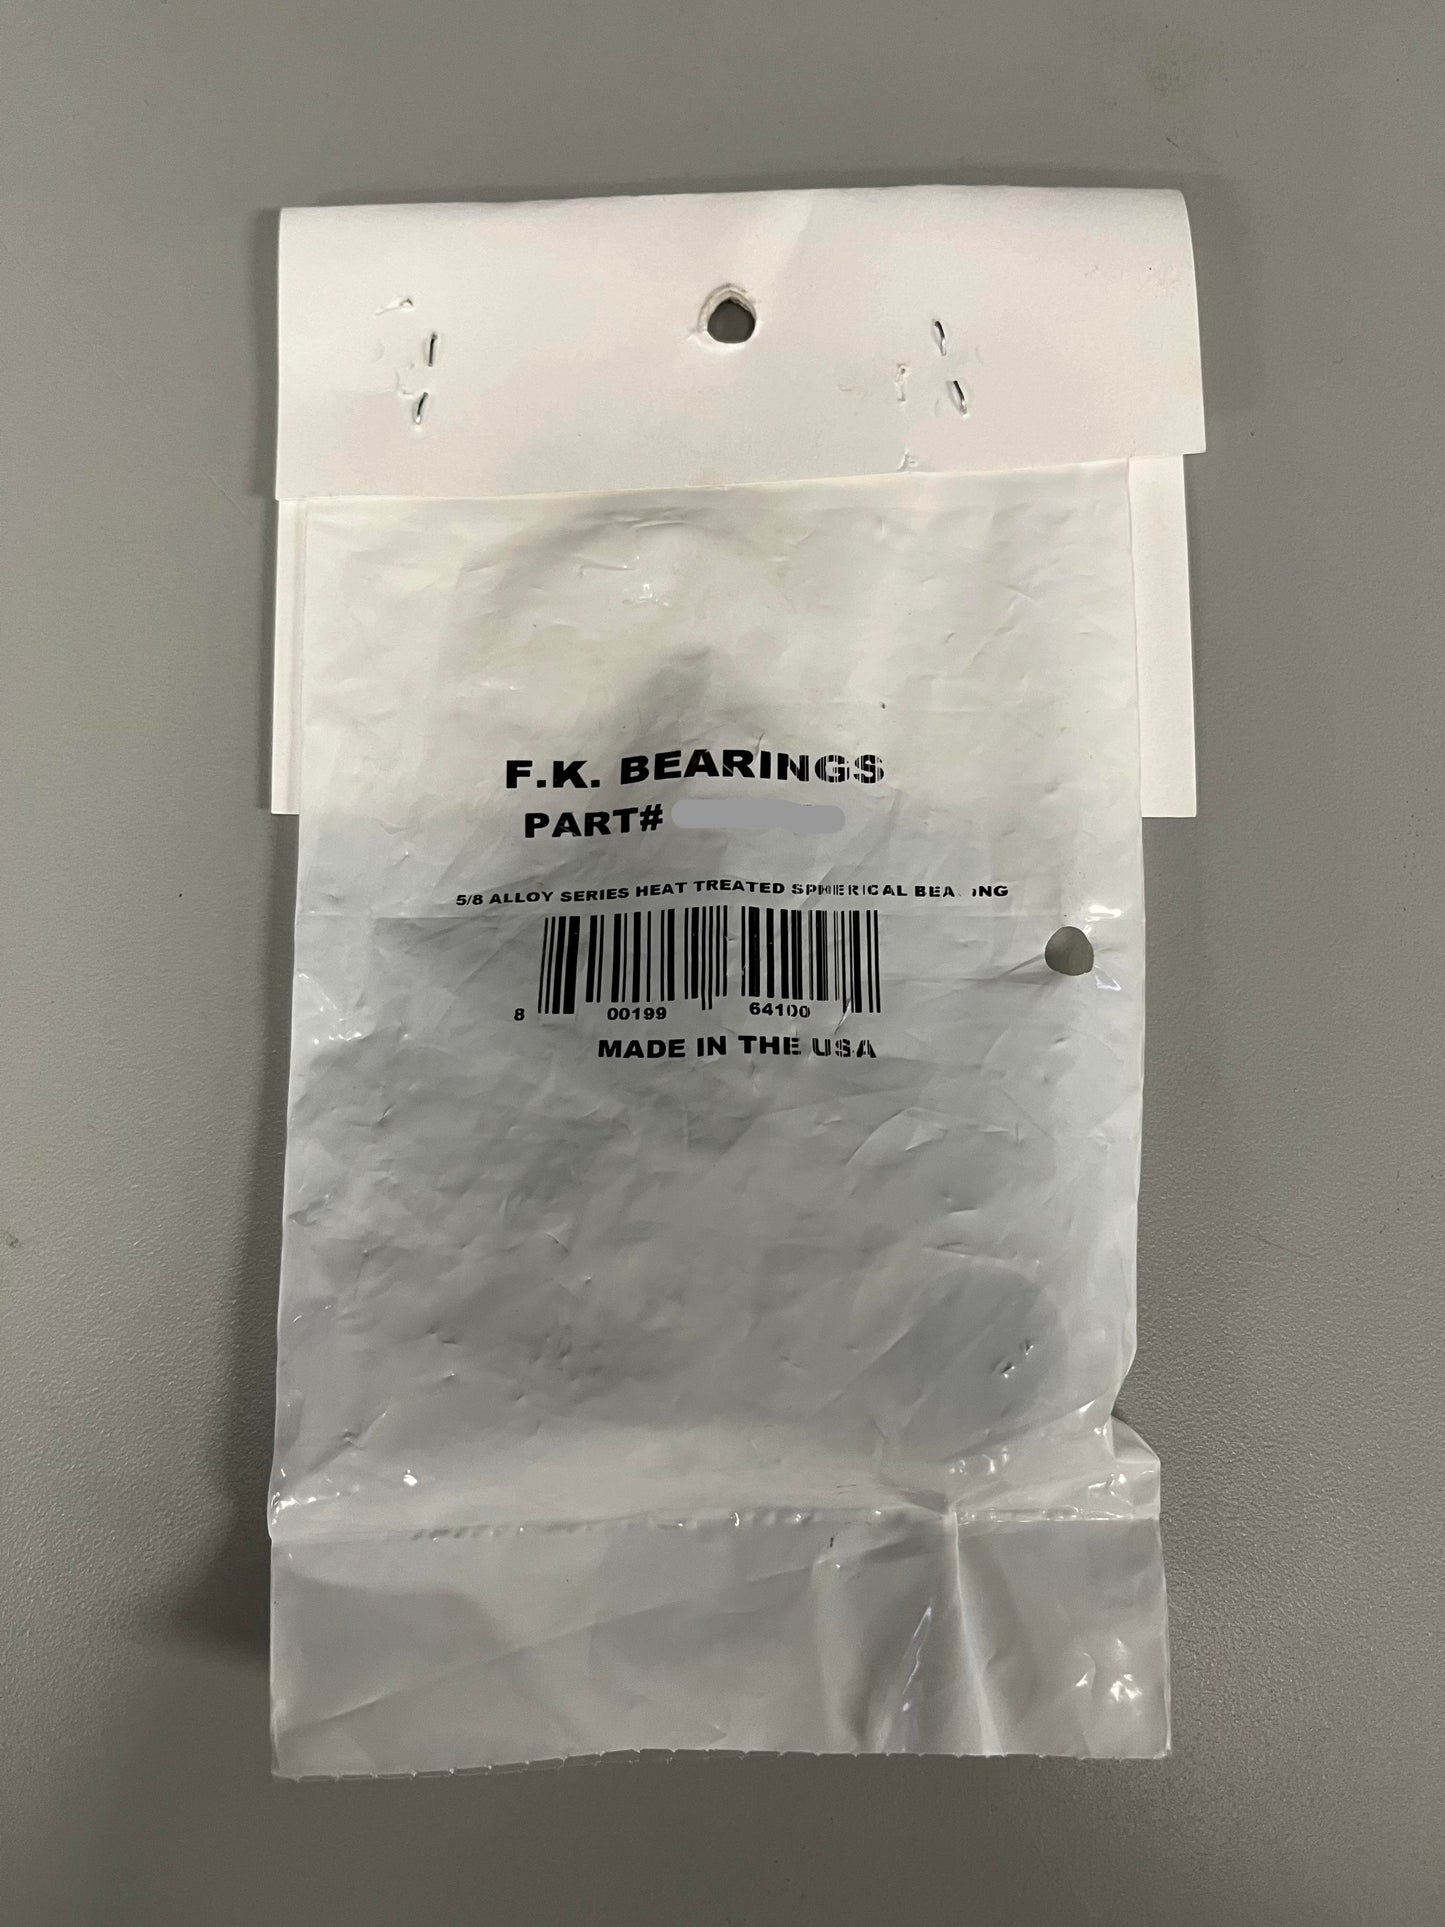 F.K. BEARINGS
PART#
5/8 ALLOY SERIES HEAT TREATED SPHERICAL
8 00199 64100
MADE IN THE USA